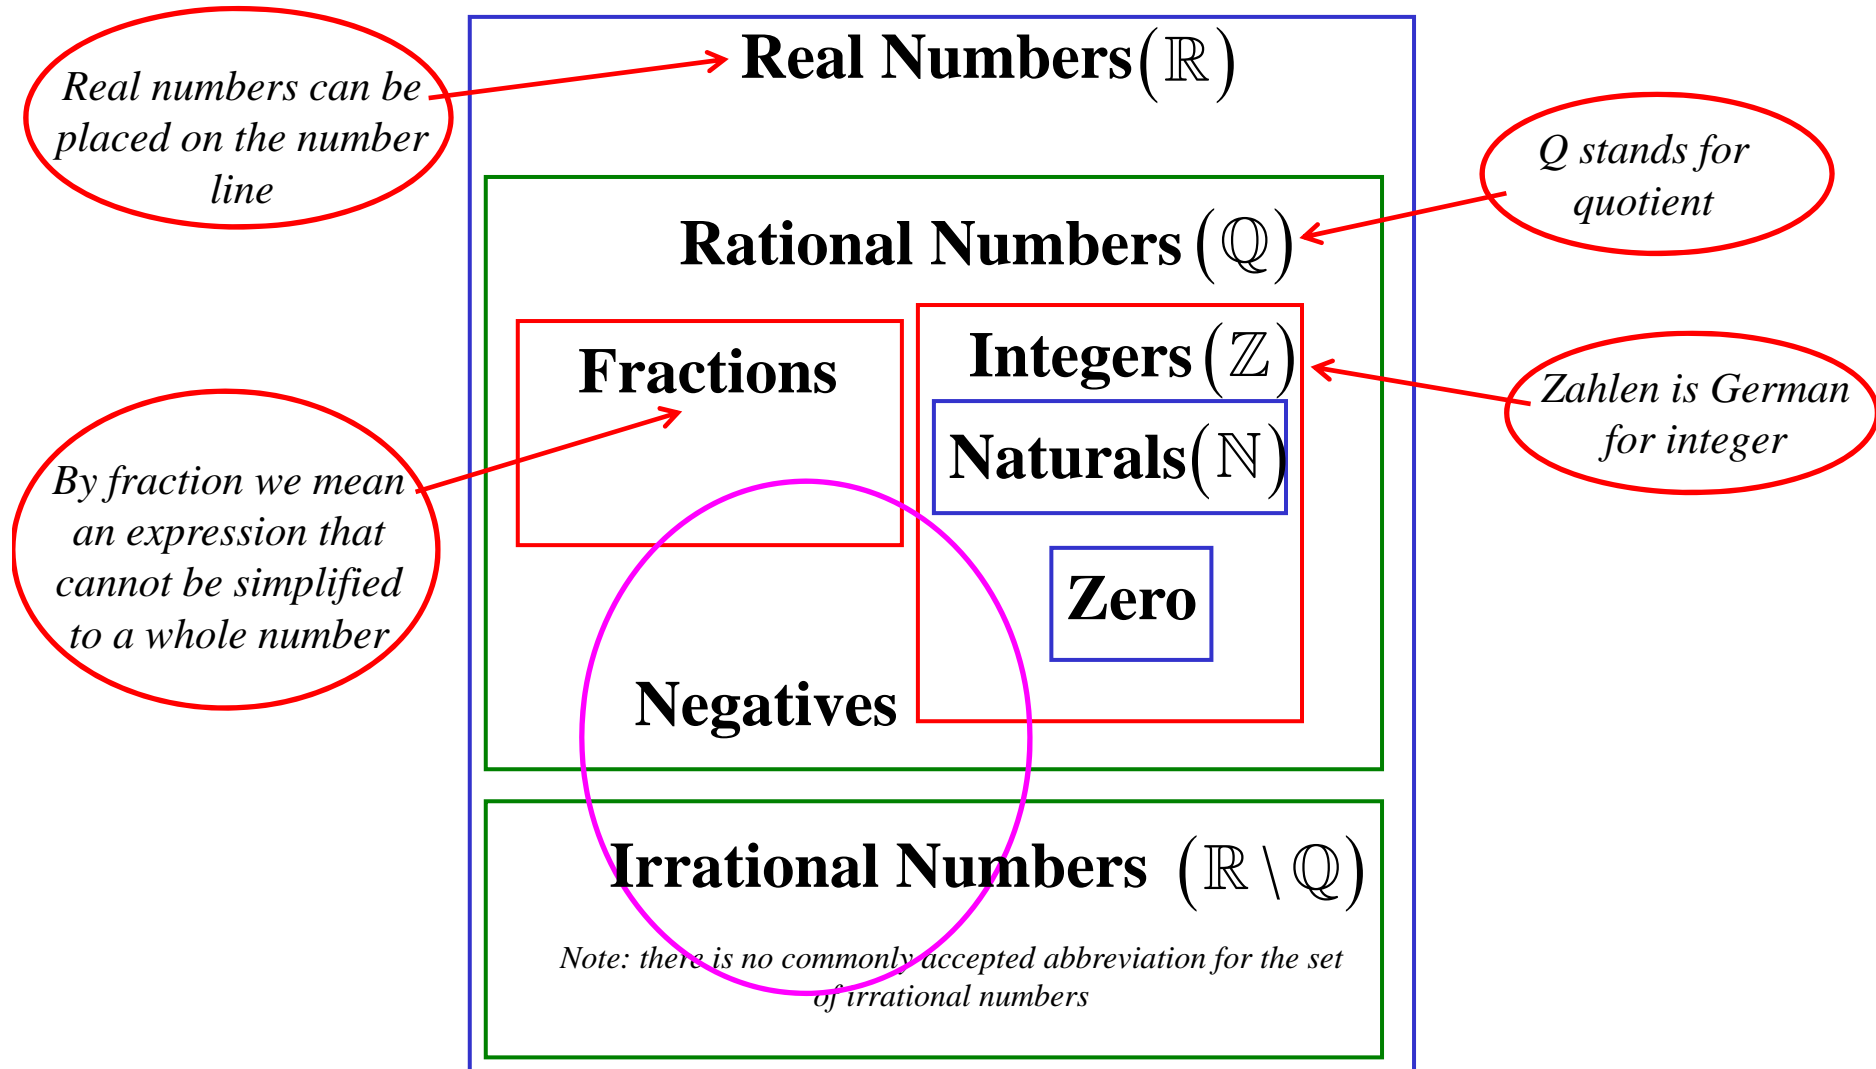 Real Numbers (ℝ)
Real numbers can be
placed on the number
line
Q stands for
quotient
Rational Numbers (ℚ)
Fractions
Integers (ℤ)
Zahlen is German
for integer
Naturals (ℕ)
By fraction we mean
an expression that
cannot be simplified
to a whole number
Zero
Negatives
Irrational Numbers (ℝ \ ℚ)
Note: there is no commonly accepted abbreviation for the set
of irrational numbers